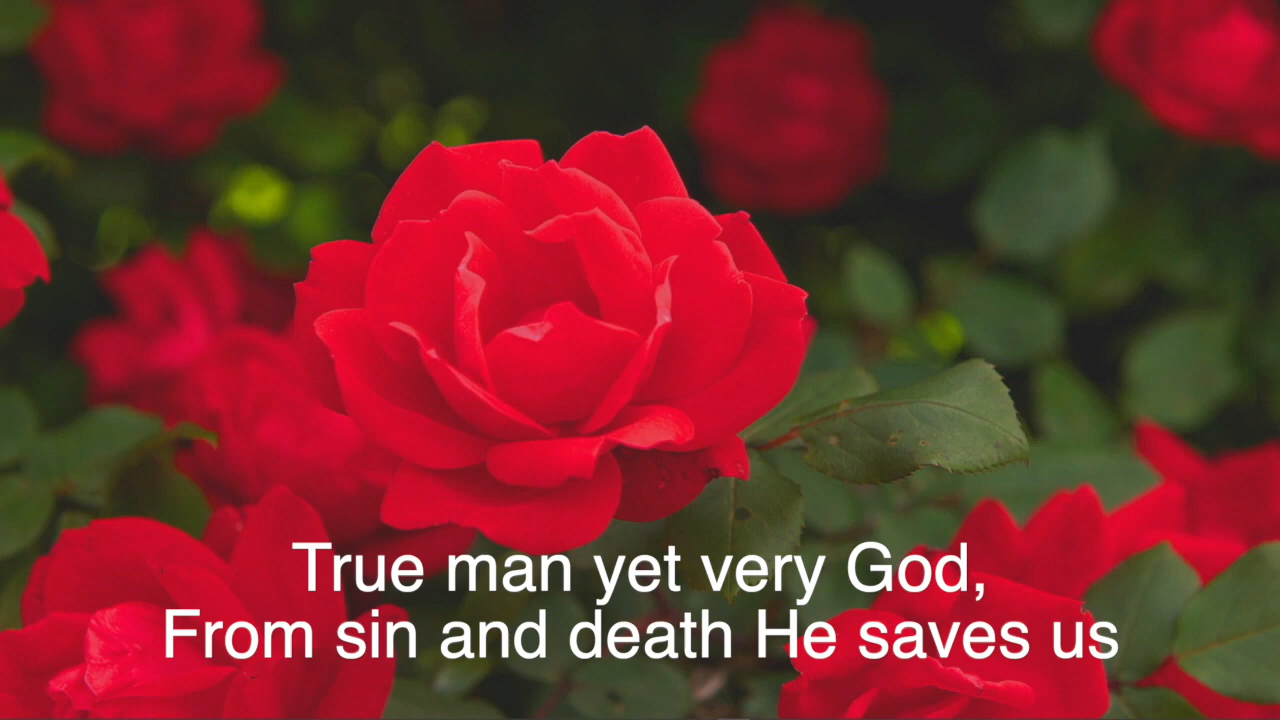 True man yet very God,
From sin and death He saves us